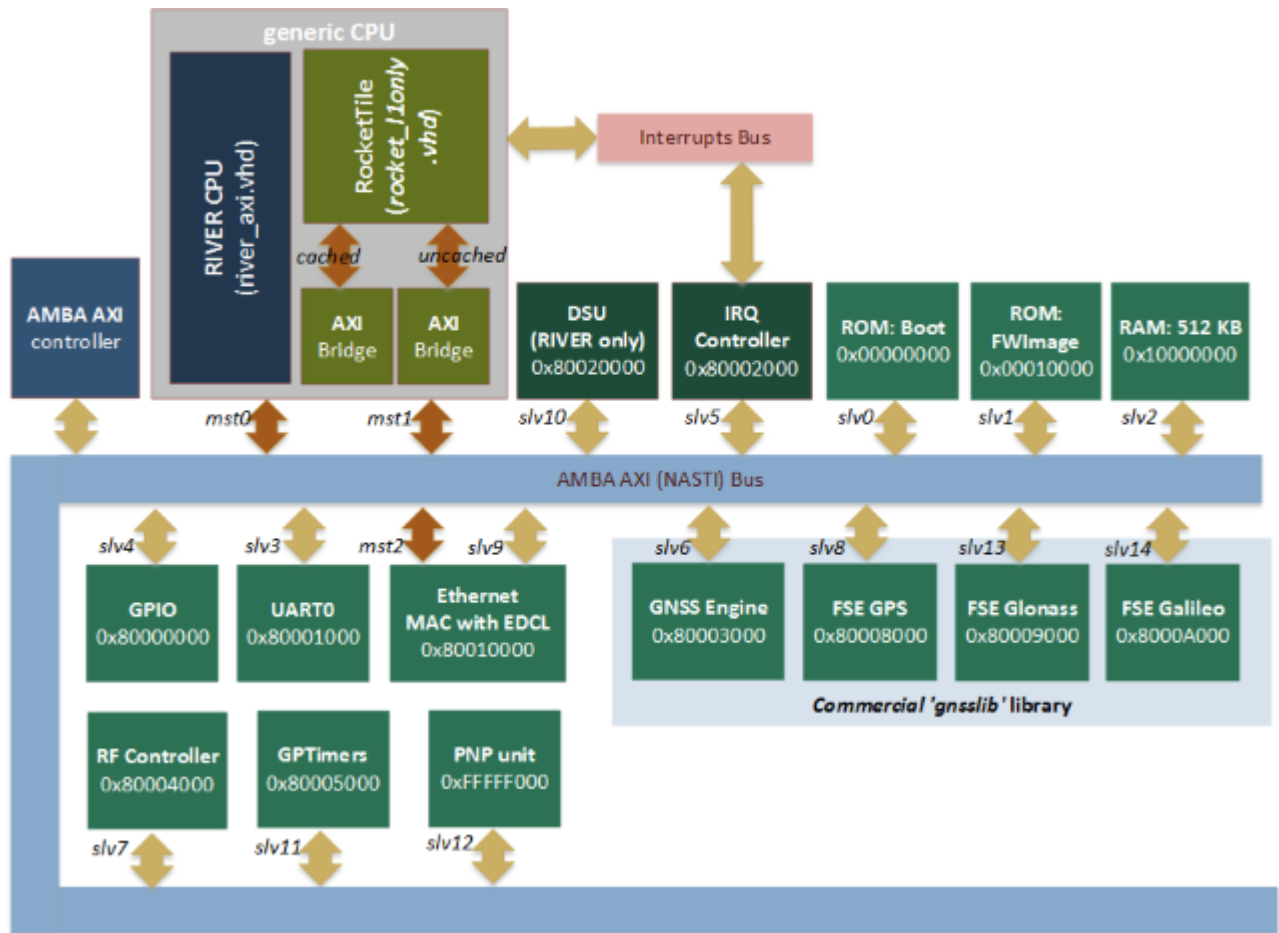 generic CPU
RIVER CPU
(river_axi.vhd)
RocketTile
(rocket_l1only
.vhd)
Interrupts Bus
cached
uncached
AMBA AXI
controller
AXI
Bridge
AXI
Bridge
DSU
(RIVER only)
0x80020000
IRQ
Controller
0x80002000
ROM: Boot
0x00000000
ROM:
FWImage
0x00010000
RAM: 512 KB
0x10000000
mst0
mst1
slv10
slv5
slv0
slv1
slv2
AMBA AXI (NASTI) Bus
slv4
slv3
mst2
slv9
slv6
slv8
slv13
slv14
GPIO
0x80000000
UART0
0x80001000
Ethernet
MAC with EDCL
0x80010000
GNSS Engine
0x80003000
FSE GPS
0x80008000
FSE Glonass
0x80009000
FSE Galileo
0x8000A000
Commercial 'gnsslib' library
RF Controller
0x80004000
GPTimers
0x80005000
PNP unit
0xFFFFF000
slv7
slv11
slv12